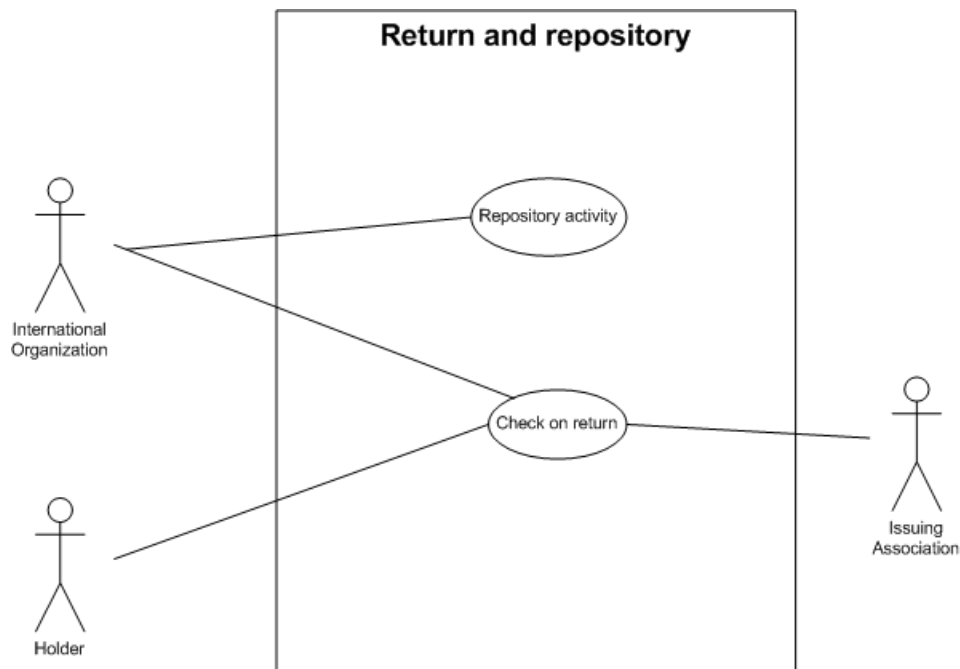 Return and repository
Repository activity
International
Organization
Check on return
Issuing
Association
Holder